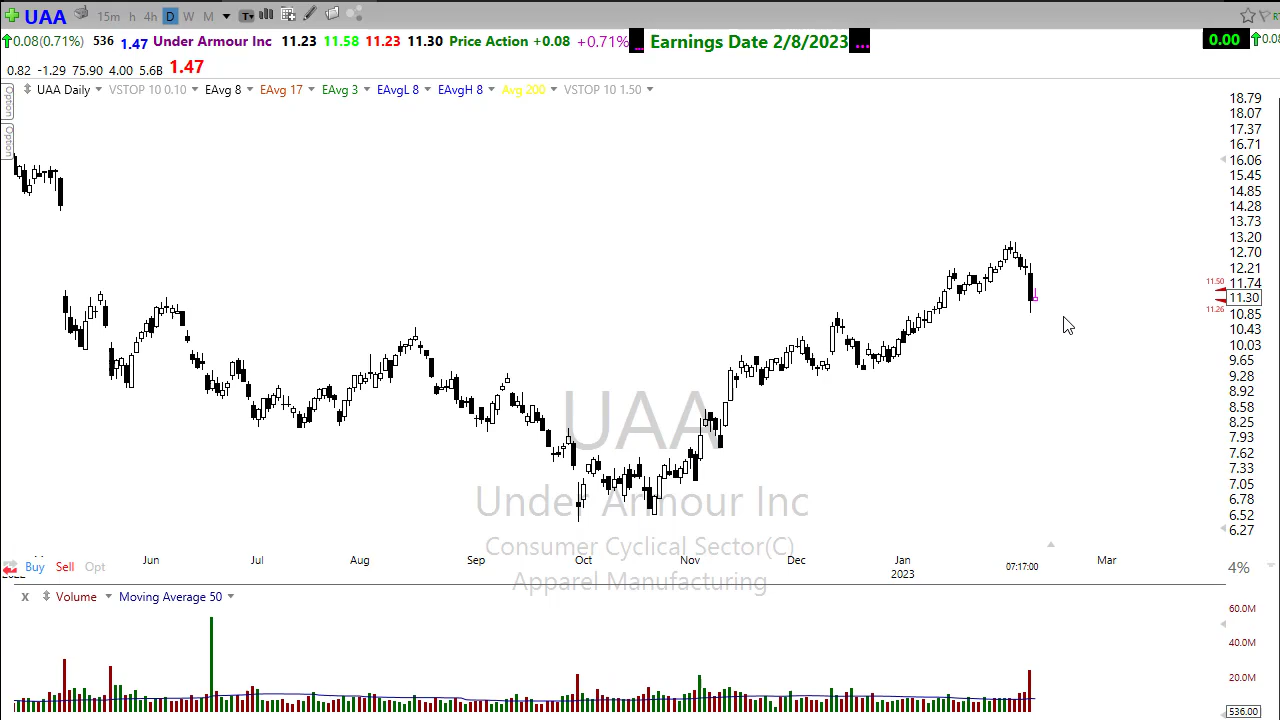 UAA 15m h 4h D W M T
0.08(0.71%) 536 1.47 Under Armour Inc 11.23 11.58 11.23 11.30 Price Action +0.08 +0.71% ... Earnings Date 2/8/2023 ... 0.00 0.08
0.82 -1.29 75.90 4.00 5.6B 1.47
Option
Option
UAA Daily VSTOP 10 0.10 EAvg 8 EAvg 17 EAvg 3 EAvgL 8 EAvgH 8 Avg 200 VSTOP 10 1.50
18.79
18.07
17.37
16.71
16.06
15.45
14.85
14.28
13.73
13.20
12.70
12.21
11.50
11.74
11.30
11.26
10.85
10.43
10.03
9.65
9.28
8.92
8.58
8.25
7.93
7.62
7.33
7.05
6.78
6.52
6.27
UAA
Under Armour Inc
Consumer Cyclical Sector(C)
Apparel Manufacturing
Jun Jul Aug Sep Oct Nov Dec Jan Mar
2023 07:17:00
Buy Sell Opt 4%
x Volume Moving Average 50
60.0M
40.0M
20.0M
536.00